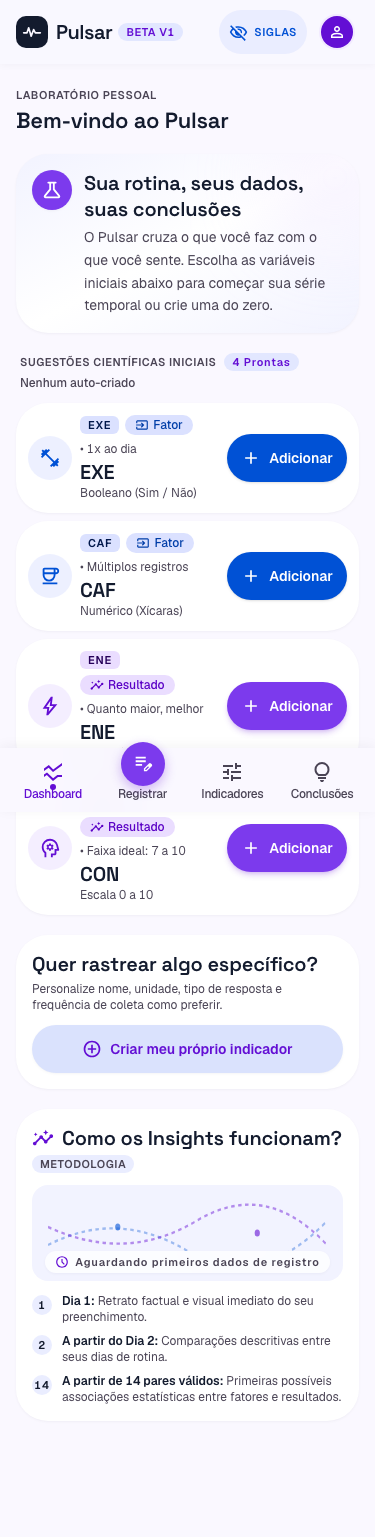 Pulsar BETA V1 SIGLAS
LABORATÓRIO PESSOAL
Bem-vindo ao Pulsar
Sua rotina, seus dados,
suas conclusões
O Pulsar cruza o que você faz com o
que você sente. Escolha as variáveis
iniciais abaixo para começar sua série
temporal ou crie uma do zero.
SUGESTÕES CIENTÍFICAS INICIAIS 4 Prontas
Nenhum auto-criado
EXE Fator
• 1x ao dia
EXE
Booleano (Sim / Não)
Adicionar
CAF Fator
• Múltiplos registros
CAF
Numérico (Xícaras)
Adicionar
ENE
Resultado
• Quanto maior, melhor
ENE
Adicionar
Dashboard Registrar Indicadores Conclusões
Resultado
• Faixa ideal: 7 a 10
CON
Escala 0 a 10
Adicionar
Quer rastrear algo específico?
Personalize nome, unidade, tipo de resposta e
frequência de coleta como preferir.
Criar meu próprio indicador
Como os Insights funcionam?
METODOLOGIA
Aguardando primeiros dados de registro
1 Dia 1: Retrato factual e visual imediato do seu
preenchimento.
2 A partir do Dia 2: Comparações descritivas entre
seus dias de rotina.
14 A partir de 14 pares válidos: Primeiras possíveis
associações estatísticas entre fatores e resultados.